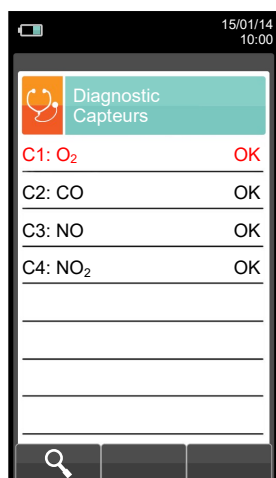 15/01/14
10:00
Diagnostic
Capteurs
C1: O₂ OK
C2: CO OK
C3: NO OK
C4: NO₂ OK